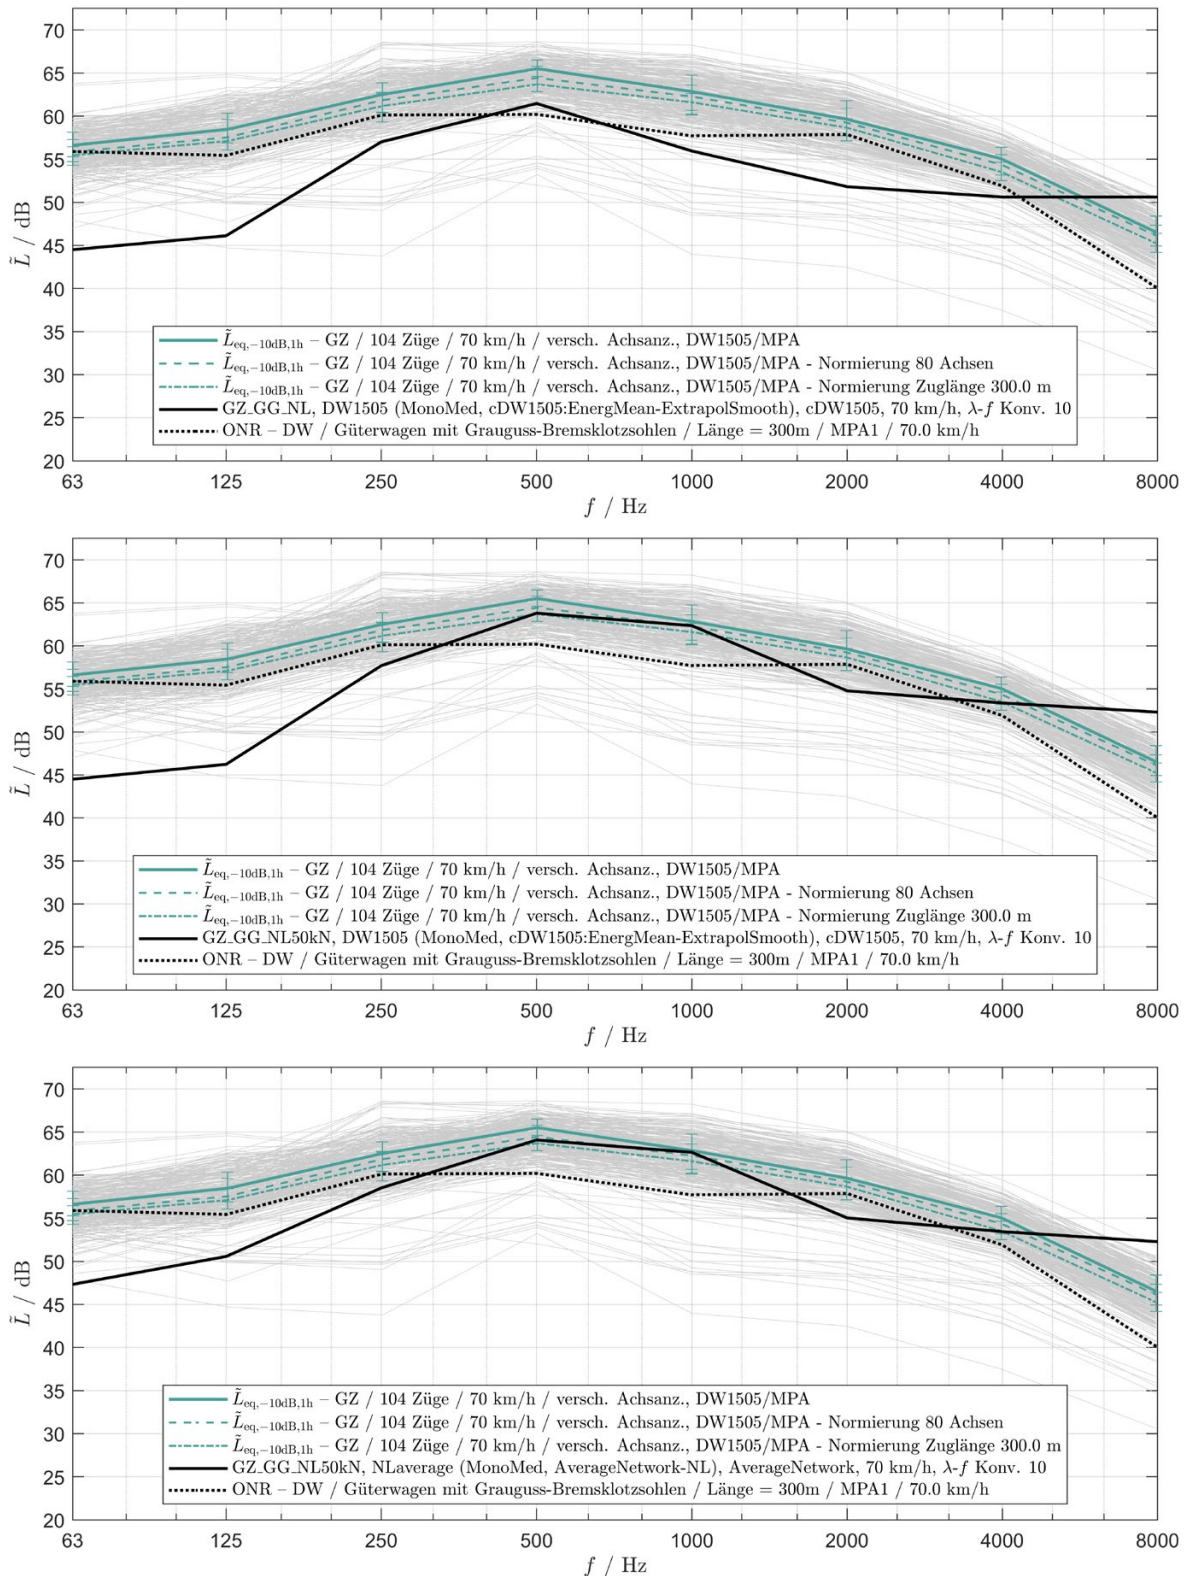 70
65
60
55
50
45
40
35
30
25
20
L̃ / dB
L̃eq,−10dB,1h – GZ / 104 Züge / 70 km/h / versch. Achsanz., DW1505/MPA
L̃eq,−10dB,1h – GZ / 104 Züge / 70 km/h / versch. Achsanz., DW1505/MPA - Normierung 80 Achsen
L̃eq,−10dB,1h – GZ / 104 Züge / 70 km/h / versch. Achsanz., DW1505/MPA - Normierung Zuglänge 300.0 m
GZ_GG_NL, DW1505 (MonoMed, cDW1505:EnergMean-ExtrapolSmooth), cDW1505, 70 km/h, λ-f Konv. 10
ONR – DW / Güterwagen mit Grauguss-Bremsklotzsohlen / Länge = 300m / MPA1 / 70.0 km/h
63 125 250 500 1000 2000 4000 8000
f / Hz
70
65
60
55
50
45
40
35
30
25
20
L̃ / dB
L̃eq,−10dB,1h – GZ / 104 Züge / 70 km/h / versch. Achsanz., DW1505/MPA
L̃eq,−10dB,1h – GZ / 104 Züge / 70 km/h / versch. Achsanz., DW1505/MPA - Normierung 80 Achsen
L̃eq,−10dB,1h – GZ / 104 Züge / 70 km/h / versch. Achsanz., DW1505/MPA - Normierung Zuglänge 300.0 m
GZ_GG_NL50kN, DW1505 (MonoMed, cDW1505:EnergMean-ExtrapolSmooth), cDW1505, 70 km/h, λ-f Konv. 10
ONR – DW / Güterwagen mit Grauguss-Bremsklotzsohlen / Länge = 300m / MPA1 / 70.0 km/h
63 125 250 500 1000 2000 4000 8000
f / Hz
70
65
60
55
50
45
40
35
30
25
20
L̃ / dB
L̃eq,−10dB,1h – GZ / 104 Züge / 70 km/h / versch. Achsanz., DW1505/MPA
L̃eq,−10dB,1h – GZ / 104 Züge / 70 km/h / versch. Achsanz., DW1505/MPA - Normierung 80 Achsen
L̃eq,−10dB,1h – GZ / 104 Züge / 70 km/h / versch. Achsanz., DW1505/MPA - Normierung Zuglänge 300.0 m
GZ_GG_NL50kN, NLaverage (MonoMed, AverageNetwork-NL), AverageNetwork, 70 km/h, λ-f Konv. 10
ONR – DW / Güterwagen mit Grauguss-Bremsklotzsohlen / Länge = 300m / MPA1 / 70.0 km/h
63 125 250 500 1000 2000 4000 8000
f / Hz